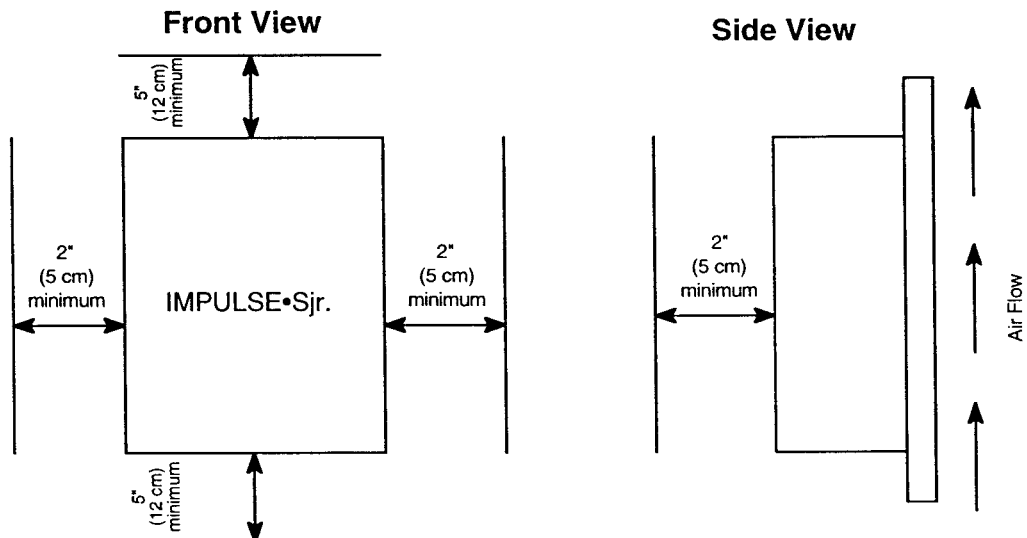 Front View
Side View
5"
(12 cm)
minimum
2"
(5 cm)
minimum
IMPULSE•Sjr.
2"
(5 cm)
minimum
5"
(12 cm)
minimum
2"
(5 cm)
minimum
Air Flow